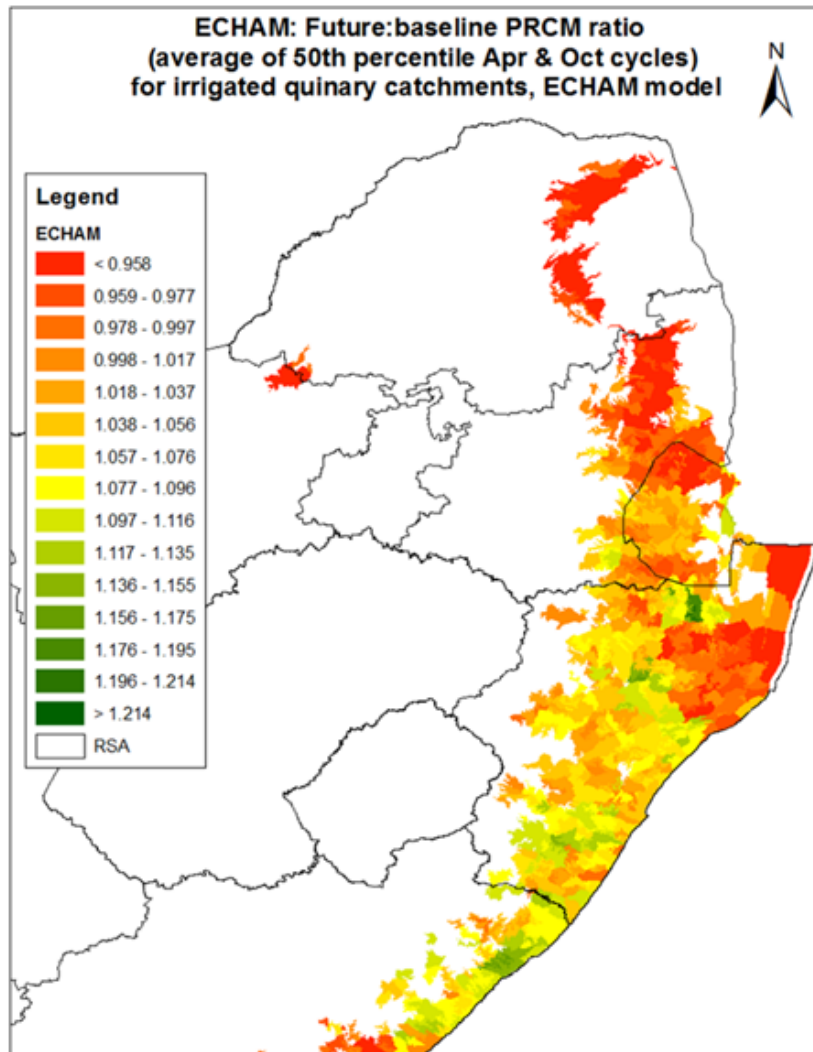 ECHAM: Future:baseline PRCM ratio
(average of 50th percentile Apr & Oct cycles)
for irrigated quinary catchments, ECHAM model
N
Legend
ECHAM
< 0.958
0.959 - 0.977
0.978 - 0.997
0.998 - 1.017
1.018 - 1.037
1.038 - 1.056
1.057 - 1.076
1.077 - 1.096
1.097 - 1.116
1.117 - 1.135
1.136 - 1.155
1.156 - 1.175
1.176 - 1.195
1.196 - 1.214
> 1.214
RSA